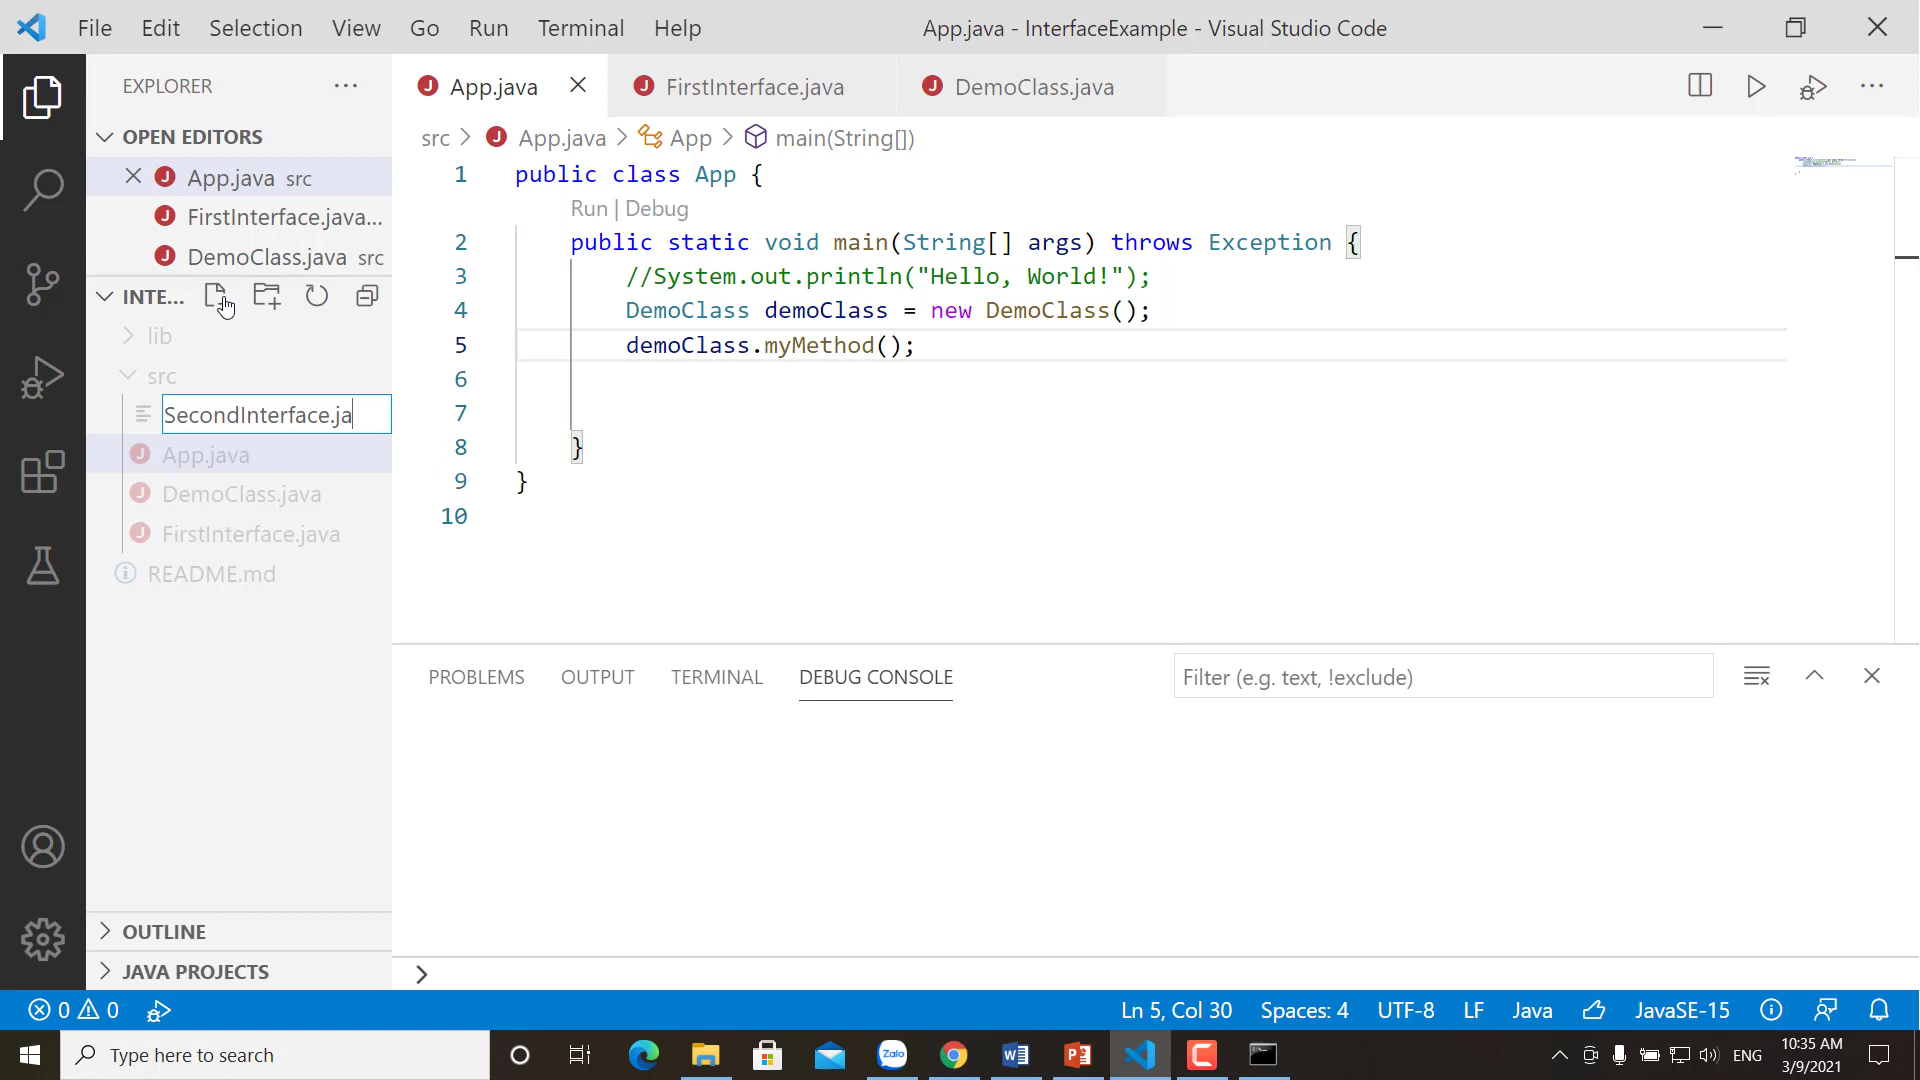 File Edit Selection View Go Run Terminal Help
App.java - InterfaceExample - Visual Studio Code
EXPLORER
OPEN EDITORS
App.java src
FirstInterface.java...
DemoClass.java src
INTE...
lib
src
SecondInterface.ja
App.java
DemoClass.java
FirstInterface.java
README.md
OUTLINE
JAVA PROJECTS
App.java FirstInterface.java DemoClass.java
src > App.java > App > main(String[])
1 public class App {
Run | Debug
2 public static void main(String[] args) throws Exception {
3 //System.out.println("Hello, World!");
4 DemoClass demoClass = new DemoClass();
5 demoClass.myMethod();
6
7
8 }
9 }
10
PROBLEMS OUTPUT TERMINAL DEBUG CONSOLE
Filter (e.g. text, !exclude)
0 0
Ln 5, Col 30 Spaces: 4 UTF-8 LF Java JavaSE-15
Type here to search
Zalo
ENG
10:35 AM
3/9/2021